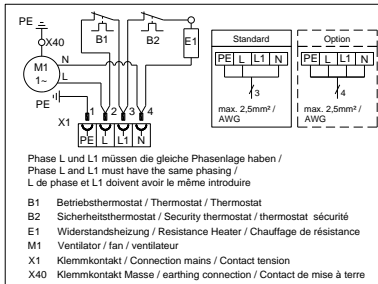 PE
X40
M1
1~
N
L
PE
B1
B2
E1
1 2 3 4
X1
PE L L1 N
Standard
PE L L1 N
3
max. 2,5mm² /
AWG
Option
PE L L1 N
4
max. 2,5mm² /
AWG
Phase L und L1 müssen die gleiche Phasenlage haben /
Phase L and L1 must have the same phasing /
L de phase et L1 doivent avoir le même introduire
B1 Betriebsthermostat / Thermostat / Thermostat
B2 Sicherheitsthermostat / Security thermostat / thermostat sécurité
E1 Widerstandsheizung / Resistance Heater / Chauffage de résistance
M1 Ventilator / fan / ventilateur
X1 Klemmkontakt / Connection mains / Contact tension
X40 Klemmkontakt Masse / earthing connection / Contact de mise à terre